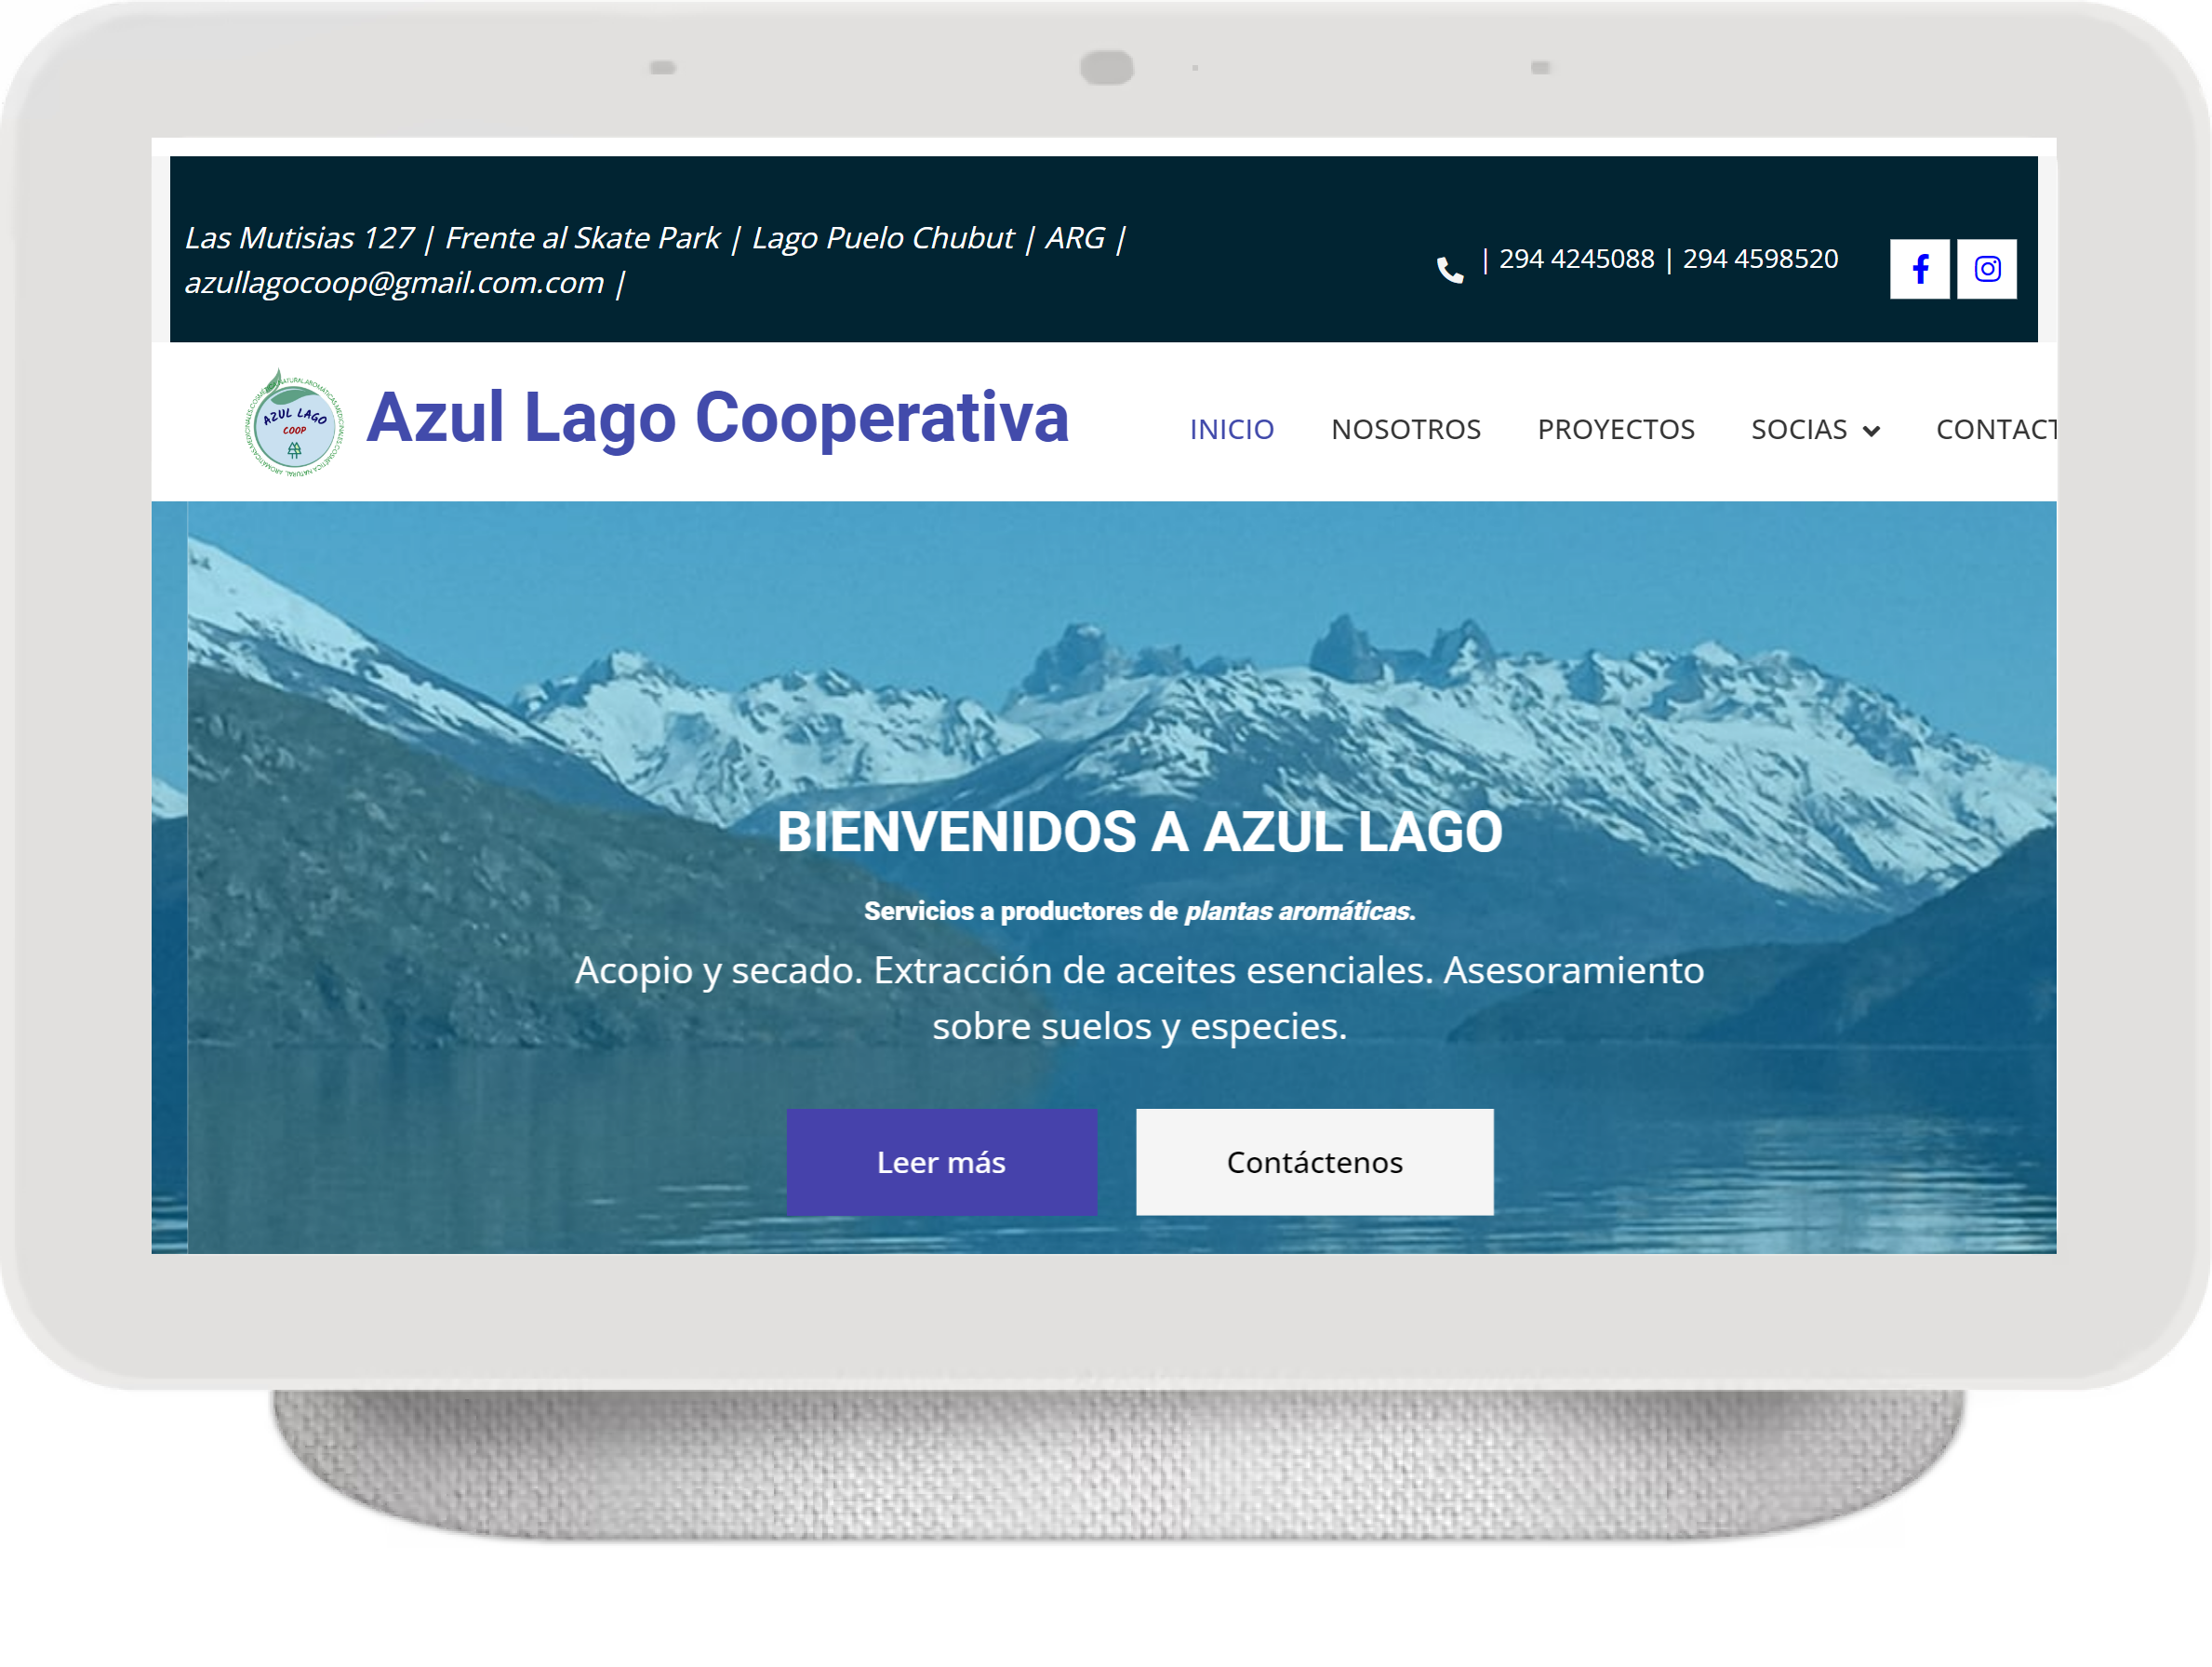 Las Mutisias 127 | Frente al Skate Park | Lago Puelo Chubut | ARG |
azullagocoop@gmail.com.com |
| 294 4245088 | 294 4598520
AZUL LAGO
COOP
Azul Lago Cooperativa
INICIO NOSOTROS PROYECTOS SOCIAS CONTACT
BIENVENIDOS A AZUL LAGO
Servicios a productores de plantas aromáticas.
Acopio y secado. Extracción de aceites esenciales. Asesoramiento
sobre suelos y especies.
Leer más Contáctenos